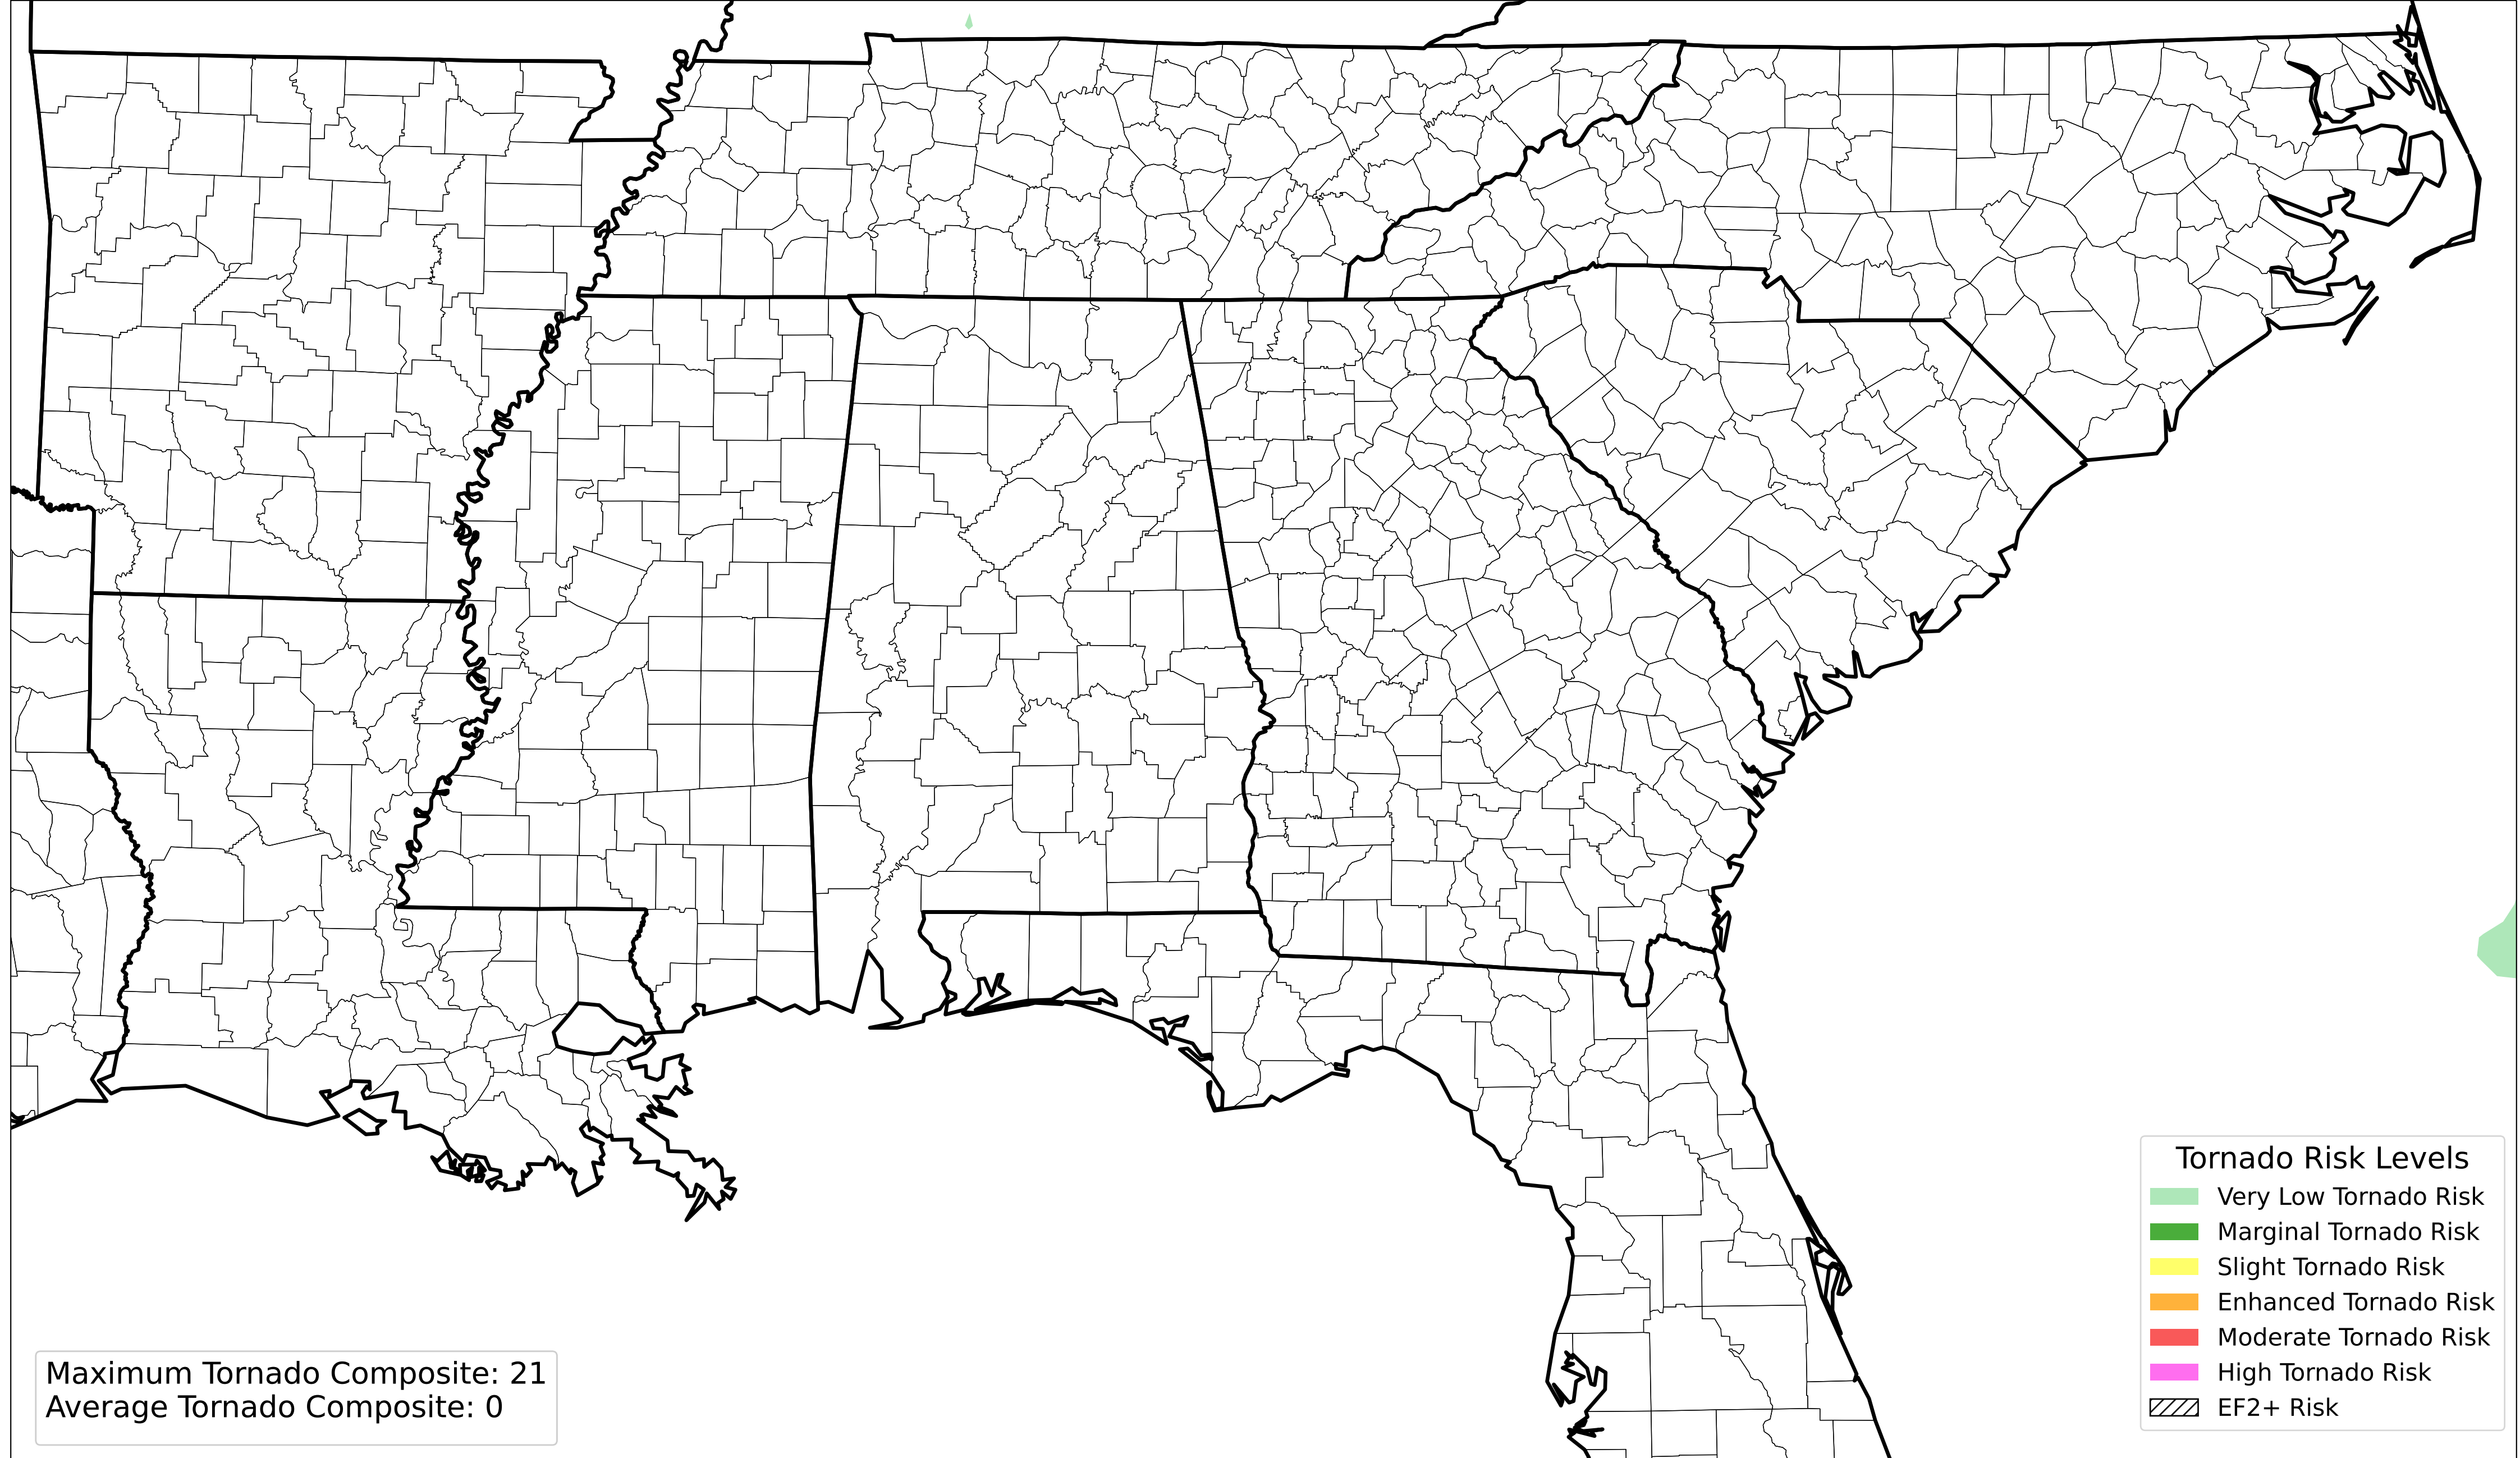 Tornado Risk Levels
Very Low Tornado Risk
Marginal Tornado Risk
Slight Tornado Risk
Enhanced Tornado Risk
Moderate Tornado Risk
High Tornado Risk
EF2+ Risk
Maximum Tornado Composite: 21
Average Tornado Composite: 0